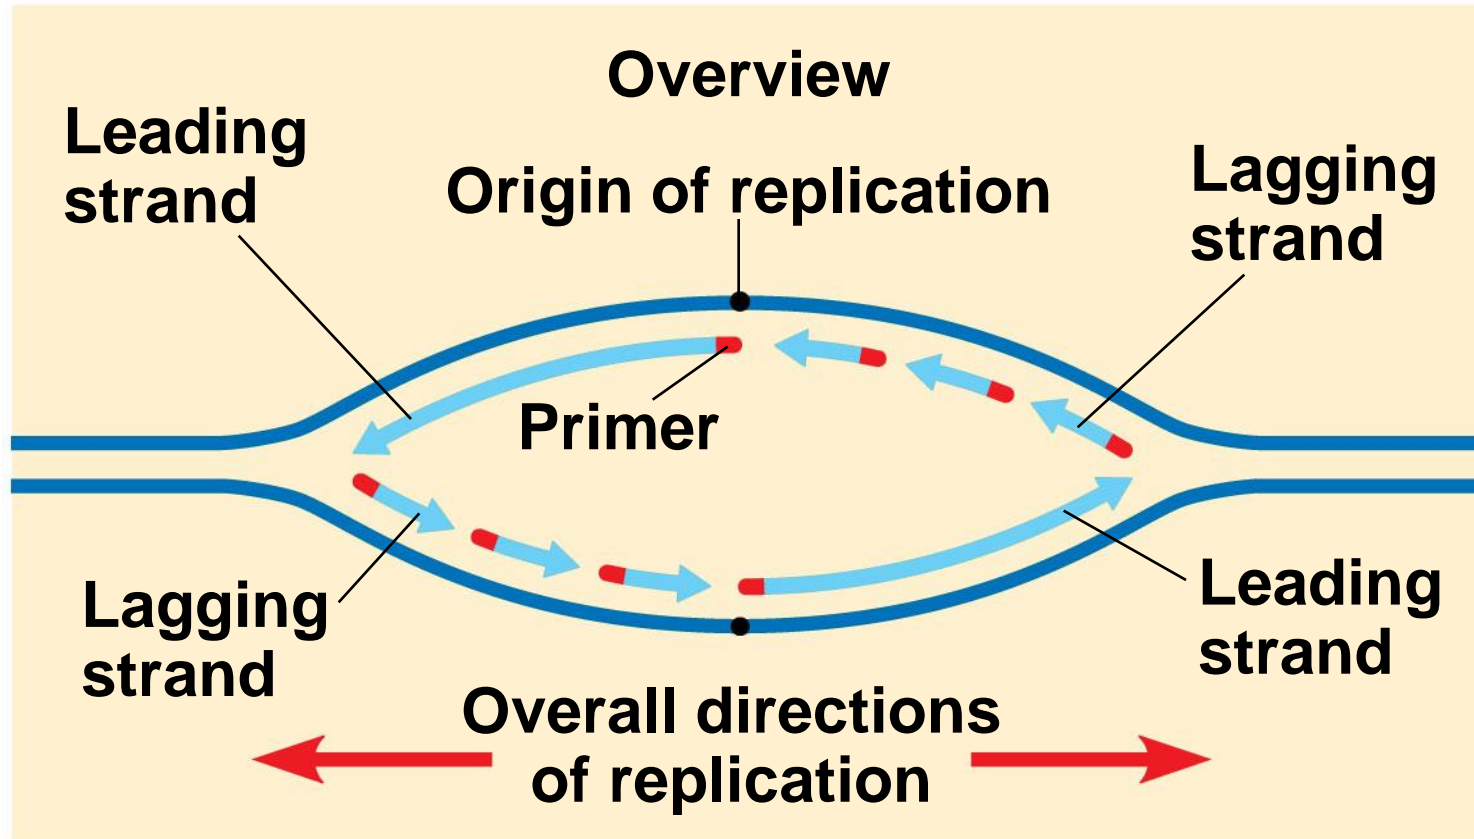 Overview
Leading
strand
Origin of replication
Lagging
strand
Primer
Lagging
strand
Leading
strand
Overall directions
of replication